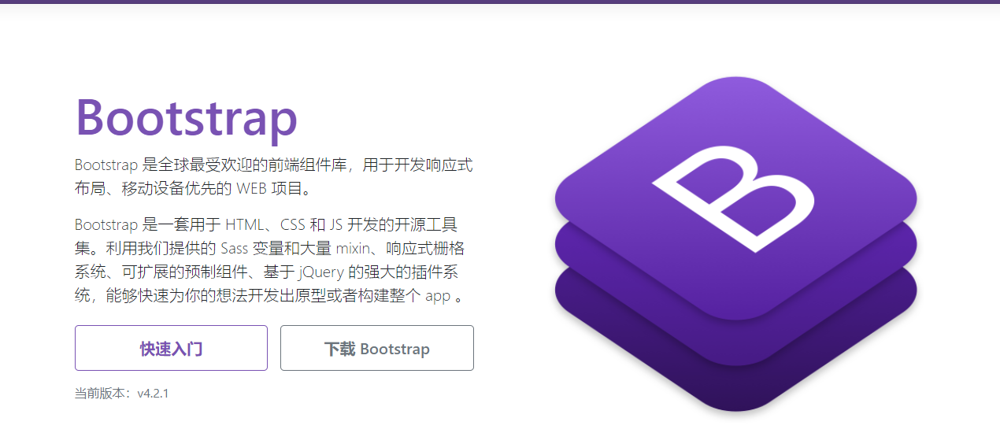 Bootstrap
Bootstrap 是全球最受欢迎的前端组件库，用于开发响应式
布局、移动设备优先的 WEB 项目。
Bootstrap 是一套用于 HTML、CSS 和 JS 开发的开源工具
集。利用我们提供的 Sass 变量和大量 mixin、响应式栅格
系统、可扩展的预制组件、基于 jQuery 的强大的插件系
统，能够快速为你的想法开发出原型或者构建整个 app 。
快速入门
下载 Bootstrap
当前版本：v4.2.1
B